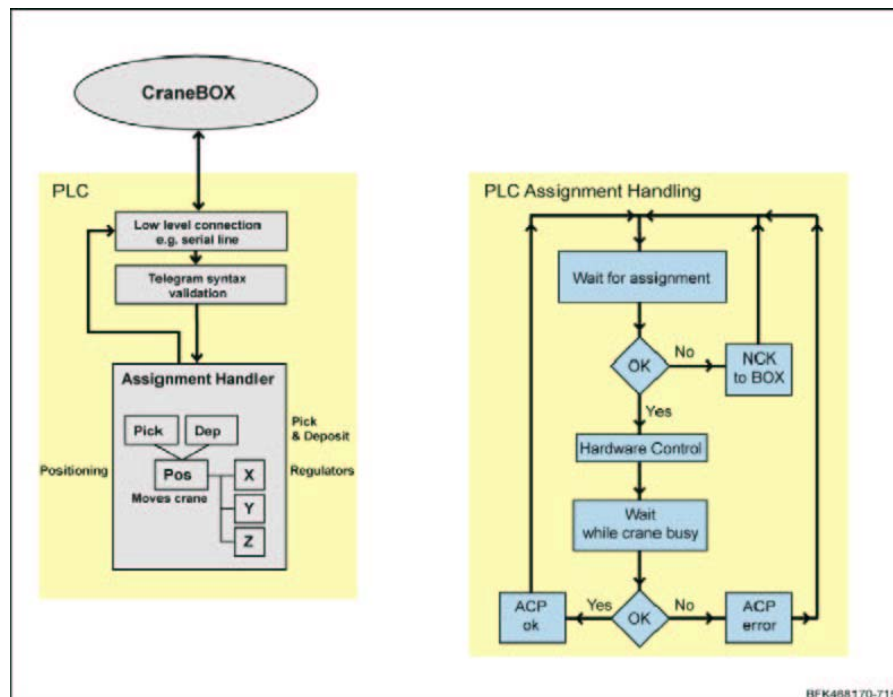 CraneBOX
PLC
Low level connection
e.g. serial line
Telegram syntax
validation
Assignment Handler
Pick
Dep
Pick
& Deposit
Positioning
Pos
X
Regulators
Moves crane
Y
Z
PLC Assignment Handling
Wait for assignment
OK
No
NCK
to BOX
Yes
Hardware Control
Wait
while crane busy
ACP
ok
Yes
OK
No
ACP
error